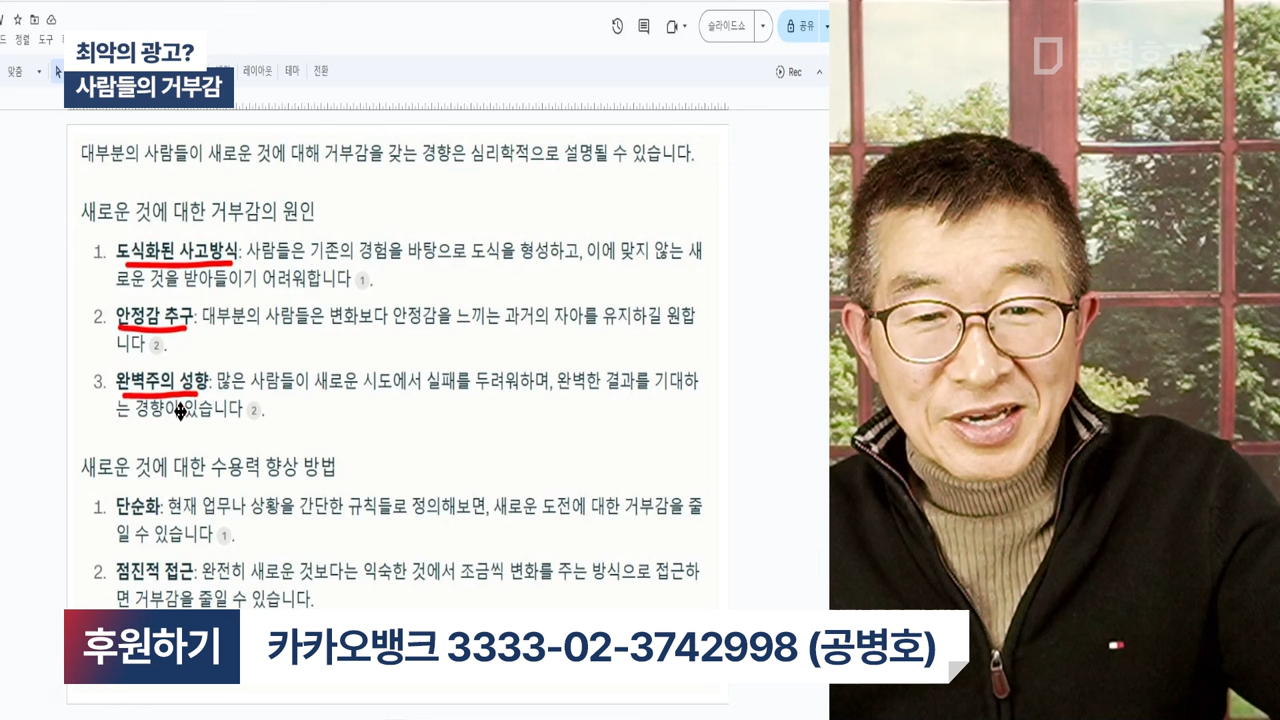 정렬 도구
슬라이드쇼
공유
최악의 광고?
사람들의 거부감
맞춤
레이아웃 테마 전환
Rec
공병호TV
대부분의 사람들이 새로운 것에 대해 거부감을 갖는 경향은 심리학적으로 설명될 수 있습니다.
새로운 것에 대한 거부감의 원인
1. 도식화된 사고방식: 사람들은 기존의 경험을 바탕으로 도식을 형성하고, 이에 맞지 않는 새
로운 것을 받아들이기 어려워합니다 1.
2. 안정감 추구: 대부분의 사람들은 변화보다 안정감을 느끼는 과거의 자아를 유지하길 원합
니다 2.
3. 완벽주의 성향: 많은 사람들이 새로운 시도에서 실패를 두려워하며, 완벽한 결과를 기대하
는 경향이 있습니다 2.
새로운 것에 대한 수용력 향상 방법
1. 단순화: 현재 업무나 상황을 간단한 규칙들로 정의해보면, 새로운 도전에 대한 거부감을 줄
일 수 있습니다 1.
2. 점진적 접근: 완전히 새로운 것보다는 익숙한 것에서 조금씩 변화를 주는 방식으로 접근하
면 거부감을 줄일 수 있습니다.
후원하기
카카오뱅크 3333-02-3742998 (공병호)